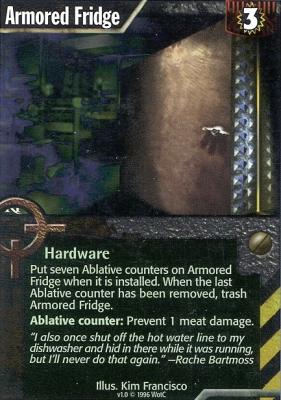 Armored Fridge
3
Hardware
Put seven Ablative counters on Armored
Fridge when it is installed. When the last
Ablative counter has been removed, trash
Armored Fridge.
Ablative counter: Prevent 1 meat damage.
"I also once shut off the hot water line to my
dishwasher and hid in there while it was running,
but I'll never do that again." —Rache Bartmoss
Illus. Kim Francisco
v1.0 © 1996 WotC